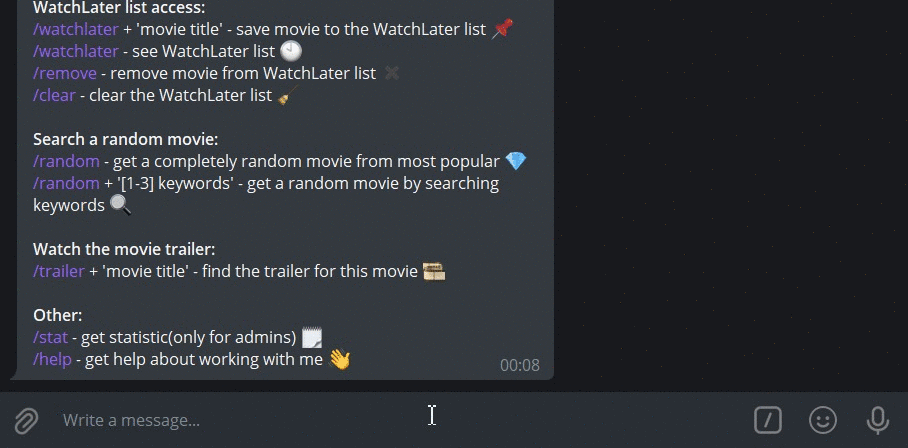 WatchLater list access:
/watchlater + 'movie title' - save movie to the WatchLater list 📌
/watchlater - see WatchLater list 🕙
/remove - remove movie from WatchLater list ✖
/clear - clear the WatchLater list 🧹
Search a random movie:
/random - get a completely random movie from most popular 💎
/random + '[1-3] keywords' - get a random movie by searching
keywords 🔍
Watch the movie trailer:
/trailer + 'movie title' - find the trailer for this movie
Other:
/stat - get statistic(only for admins) 🗒
/help - get help about working with me 👋
00:08
Write a message...